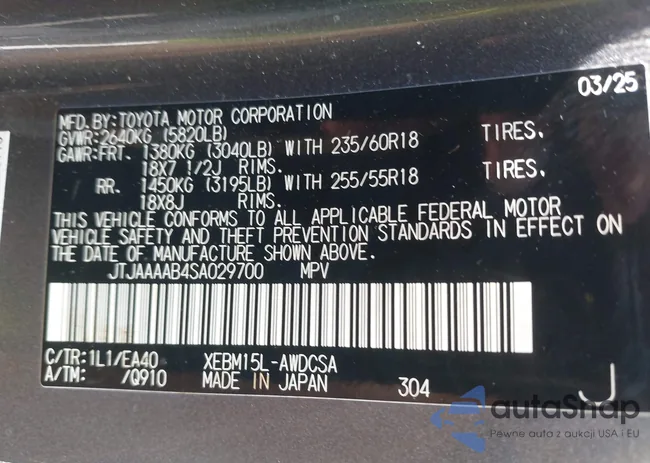 03/25
MFD.BY:TOYOTA MOTOR CORPORATION
GVWR:2640KG (5820LB)
GAWR:FRT. 1380KG (3040LB) WITH 235/60R18 TIRES.
18X7 1/2J RIMS.
RR. 1450KG (3195LB) WITH 255/55R18 TIRES.
18X8J RIMS.
THIS VEHICLE CONFORMS TO ALL APPLICABLE FEDERAL MOTOR
VEHICLE SAFETY AND THEFT PREVENTION STANDARDS IN EFFECT ON
THE DATE OF MANUFACTURE SHOWN ABOVE.
JTJAAAAB4SA029700 MPV
C/TR:1L1/EA40 XEBM15L-AWDCSA
A/TM: /Q910 MADE IN JAPAN 304 J
autaSnap
Pewne auta z aukcji USA i EU